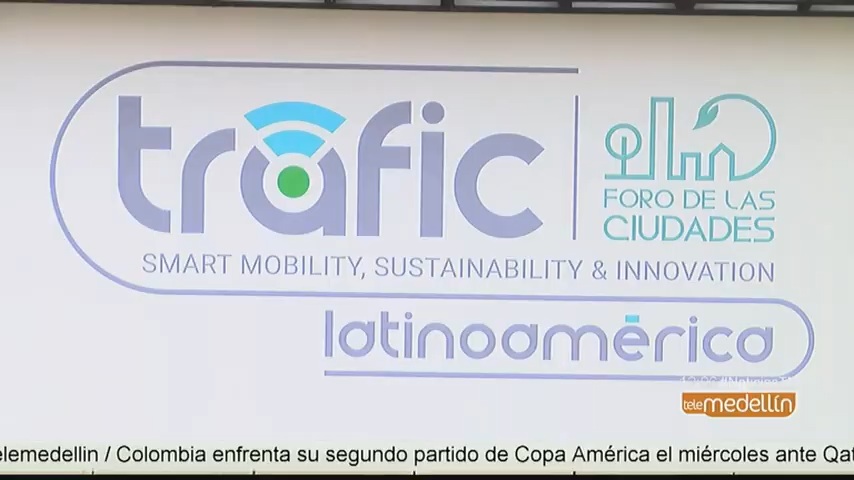 trafic
FORO DE LAS
CIUDADES
SMART MOBILITY, SUSTAINABILITY & INNOVATION
latinoamérica
telemedellín
elemedellin / Colombia enfrenta su segundo partido de Copa América el miércoles ante Qat